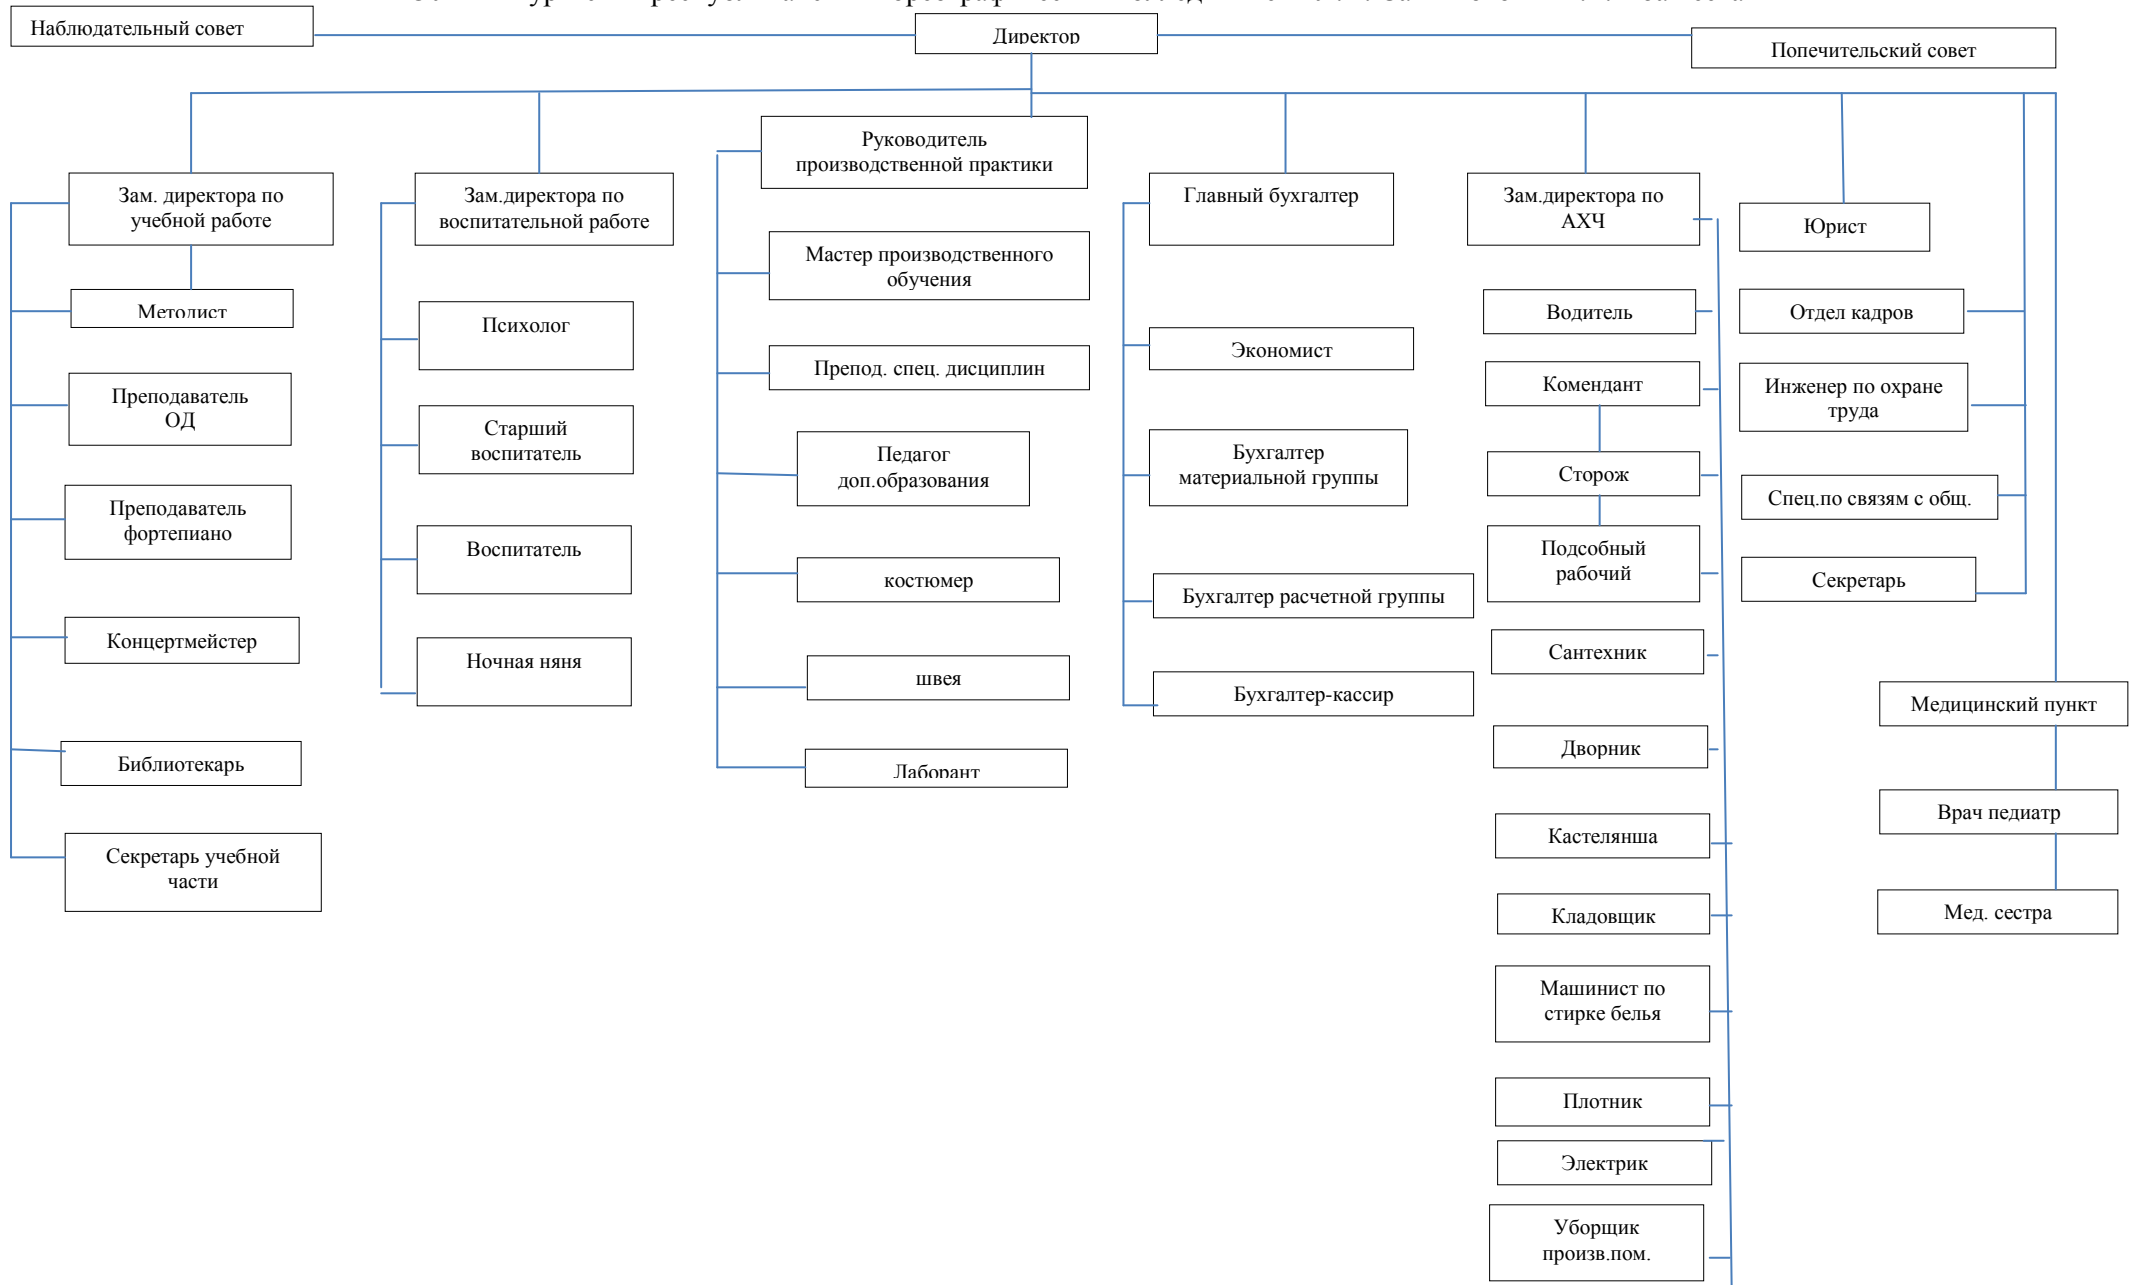 Наблюдательный совет
Директор
Попечительский совет
Руководитель
производственной практики
Зам. директора по
учебной работе
Зам.директора по
воспитательной работе
Главный бухгалтер
Зам.директора по
АХЧ
Юрист
Методист
Преподаватель
ОД
Преподаватель
фортепиано
Концертмейстер
Библиотекарь
Секретарь учебной
части
Психолог
Старший
воспитатель
Воспитатель
Ночная няня
Мастер производственного
обучения
Препод. спец. дисциплин
Педагог
доп.образования
костюмер
швея
Лаборант
Экономист
Бухгалтер
материальной группы
Бухгалтер расчетной группы
Бухгалтер-кассир
Водитель
Комендант
Сторож
Подсобный
рабочий
Сантехник
Дворник
Кастелянша
Кладовщик
Машинист по
стирке белья
Плотник
Электрик
Уборщик
произв.пом.
Отдел кадров
Инженер по охране
труда
Спец.по связям с общ.
Секретарь
Медицинский пункт
Врач педиатр
Мед. сестра